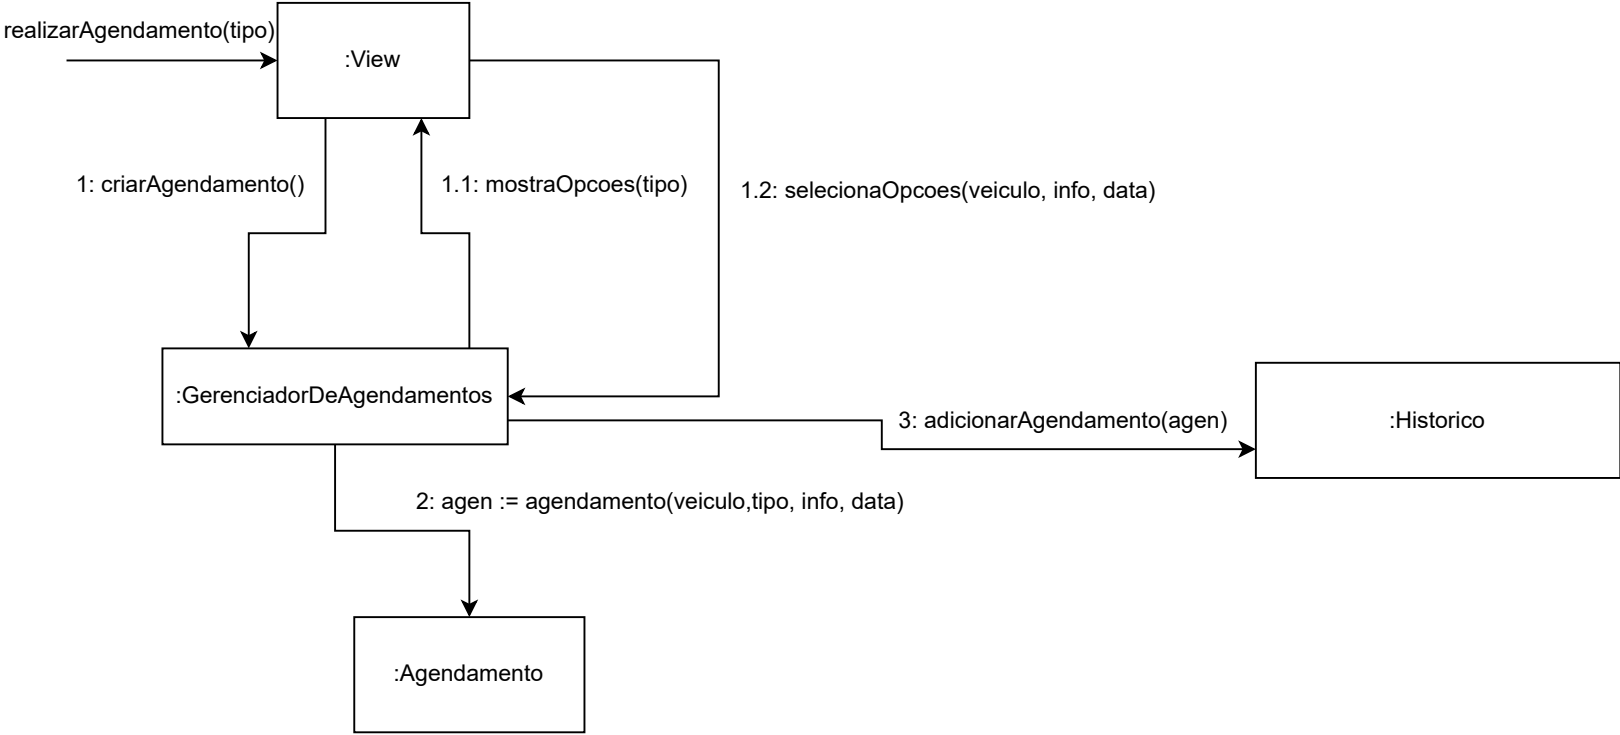 realizarAgendamento(tipo)
:View
1: criarAgendamento()
1.1: mostraOpcoes(tipo)
1.2: selecionaOpcoes(veiculo, info, data)
:GerenciadorDeAgendamentos
3: adicionarAgendamento(agen)
:Historico
2: agen := agendamento(veiculo,tipo, info, data)
:Agendamento